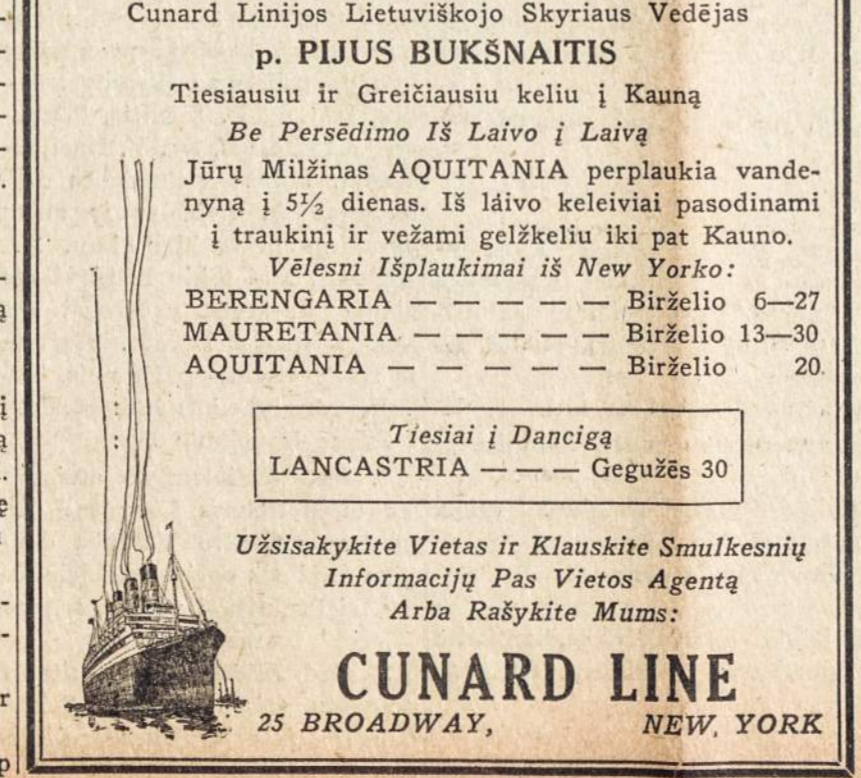 Cunard Linijos Lietuviškojo Skyriaus Vedėjas
p. PIJUS BUKŠNAITIS
Tiesiausiu ir Greičiausiu keliu į Kauną
Be Persėdimo Iš Laivo į Laivą
Jūrų Milžinas AQUITANIA perplaukia vande-
nyną į 5½ dienas. Iš láivo keleiviai pasodinami
į traukinį ir vežami gelžkeliu iki pat Kauno.
Vėlesni Išplaukimai iš New Yorko:
BERENGARIA — — — — — Birželio 6—27
MAURETANIA — — — — — Birželio 13—30
AQUITANIA — — — — — Birželio 20.
Tiesiai į Dancigą
LANCASTRIA — — — Gegužės 30
Užsisakykite Vietas ir Klauskite Smulkesnių
Informacijų Pas Vietos Agentą
Arba Rašykite Mums:
CUNARD LINE
25 BROADWAY, NEW YORK